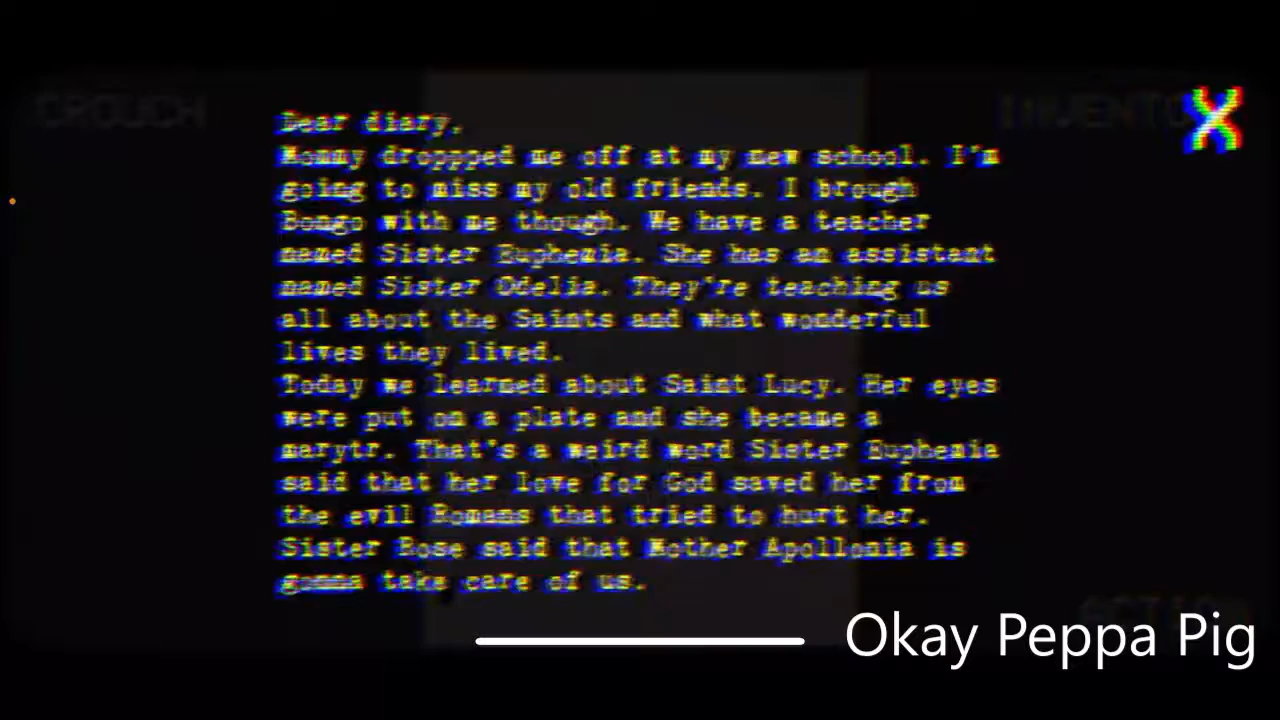 CROUCH
INVENTO
X
Dear diary.
Mommy droppped me off at my new school. I'm
going to miss my old friends. I brough
Bongo with me though. We have a teacher
named Sister Euphemia. She has an assistant
named Sister Odelia. They're teaching us
all about the Saints and what wonderful
lives they lived.
Today we learned about Saint Lucy. Her eyes
were put on a plate and she became a
marytr. That's a weird word Sister Euphemia
said that her love for God saved her from
the evil Romans that tried to hurt her.
Sister Rose said that Mother Apollonia is
gonna take care of us.
ACTION
Okay Peppa Pig